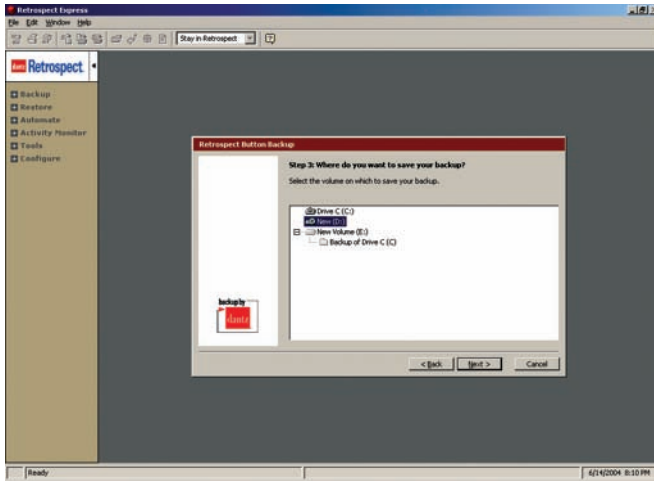 Retrospect Express
File Edit Window Help
Stay in Retrospect
dantz Retrospect.
Backup
Restore
Automate
Activity Monitor
Tools
Configure
Retrospect Button Backup
Step 3: Where do you want to save your backup?
Select the volume on which to save your backup.
Drive C (C:)
New (D:)
New Volume (E:)
Backup of Drive C (C)
backup by
dantz
< Back
Next >
Cancel
Ready
6/14/2004 8:10 PM